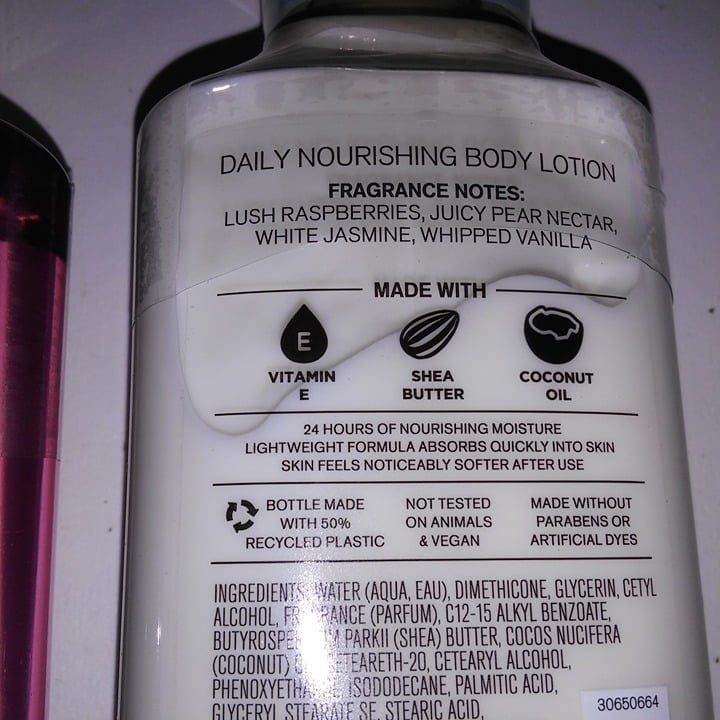 DAILY NOURISHING BODY LOTION
FRAGRANCE NOTES:
LUSH RASPBERRIES, JUICY PEAR NECTAR,
WHITE JASMINE, WHIPPED VANILLA
MADE WITH
E
VITAMIN
E
SHEA
BUTTER
COCONUT
OIL
24 HOURS OF NOURISHING MOISTURE
LIGHTWEIGHT FORMULA ABSORBS QUICKLY INTO SKIN
SKIN FEELS NOTICEABLY SOFTER AFTER USE
BOTTLE MADE
WITH 50%
RECYCLED PLASTIC
NOT TESTED
ON ANIMALS
& VEGAN
MADE WITHOUT
PARABENS OR
ARTIFICIAL DYES
INGREDIENTS: WATER (AQUA, EAU), DIMETHICONE, GLYCERIN, CETYL
ALCOHOL, (PARFUM), C12-15 ALKYL BENZOATE,
PARKII (SHEA) BUTTER, COCOS NUCIFERA
(COCONUT) CETEARYL ALCOHOL,
PALMITIC ACID,
GLYCERYL STEARATE SE, STEARIC ACID,
30650664